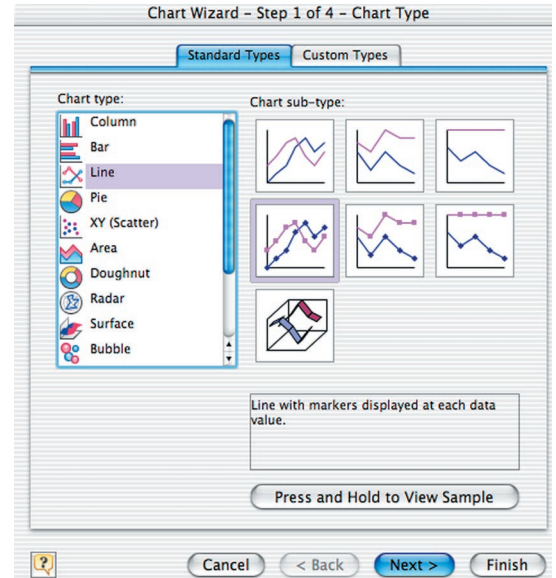 Chart Wizard – Step 1 of 4 – Chart Type
Standard Types
Custom Types
Chart type:
Column
Bar
Line
Pie
XY (Scatter)
Area
Doughnut
Radar
Surface
Bubble
Chart sub-type:
Line with markers displayed at each data
value.
Press and Hold to View Sample
?
Cancel
< Back
Next >
Finish